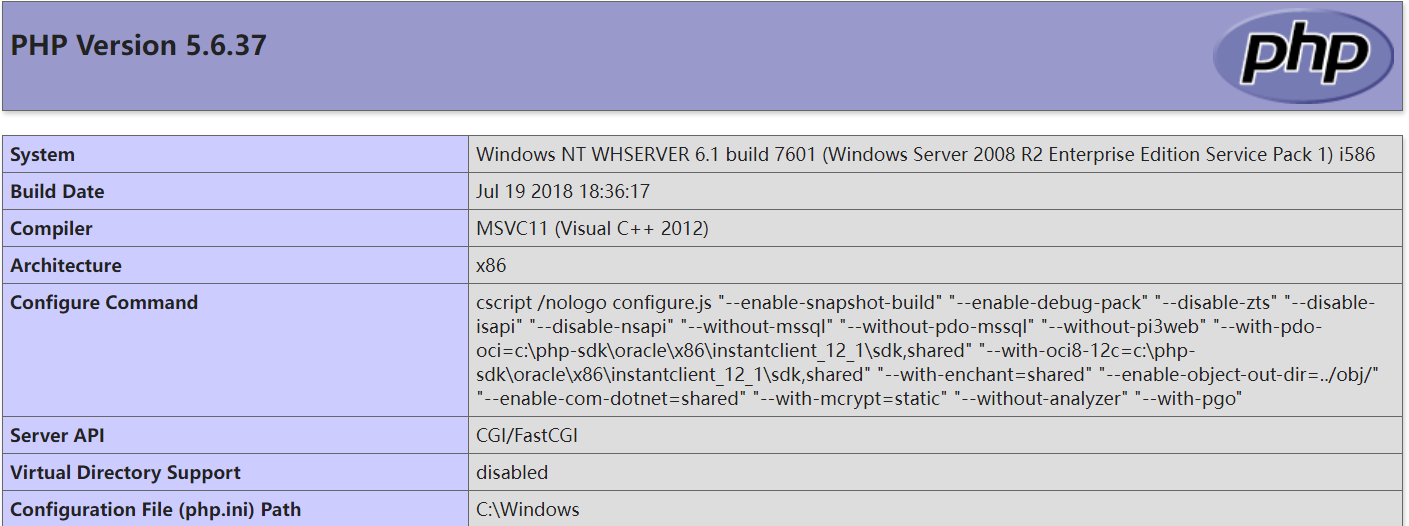 PHP Version 5.6.37
php
System Windows NT WHSERVER 6.1 build 7601 (Windows Server 2008 R2 Enterprise Edition Service Pack 1) i586
Build Date Jul 19 2018 18:36:17
Compiler MSVC11 (Visual C++ 2012)
Architecture x86
Configure Command cscript /nologo configure.js "--enable-snapshot-build" "--enable-debug-pack" "--disable-zts" "--disable-
isapi" "--disable-nsapi" "--without-mssql" "--without-pdo-mssql" "--without-pi3web" "--with-pdo-
oci=c:\php-sdk\oracle\x86\instantclient_12_1\sdk,shared" "--with-oci8-12c=c:\php-
sdk\oracle\x86\instantclient_12_1\sdk,shared" "--with-enchant=shared" "--enable-object-out-dir=../obj/"
"--enable-com-dotnet=shared" "--with-mcrypt=static" "--without-analyzer" "--with-pgo"
Server API CGI/FastCGI
Virtual Directory Support disabled
Configuration File (php.ini) Path C:\Windows